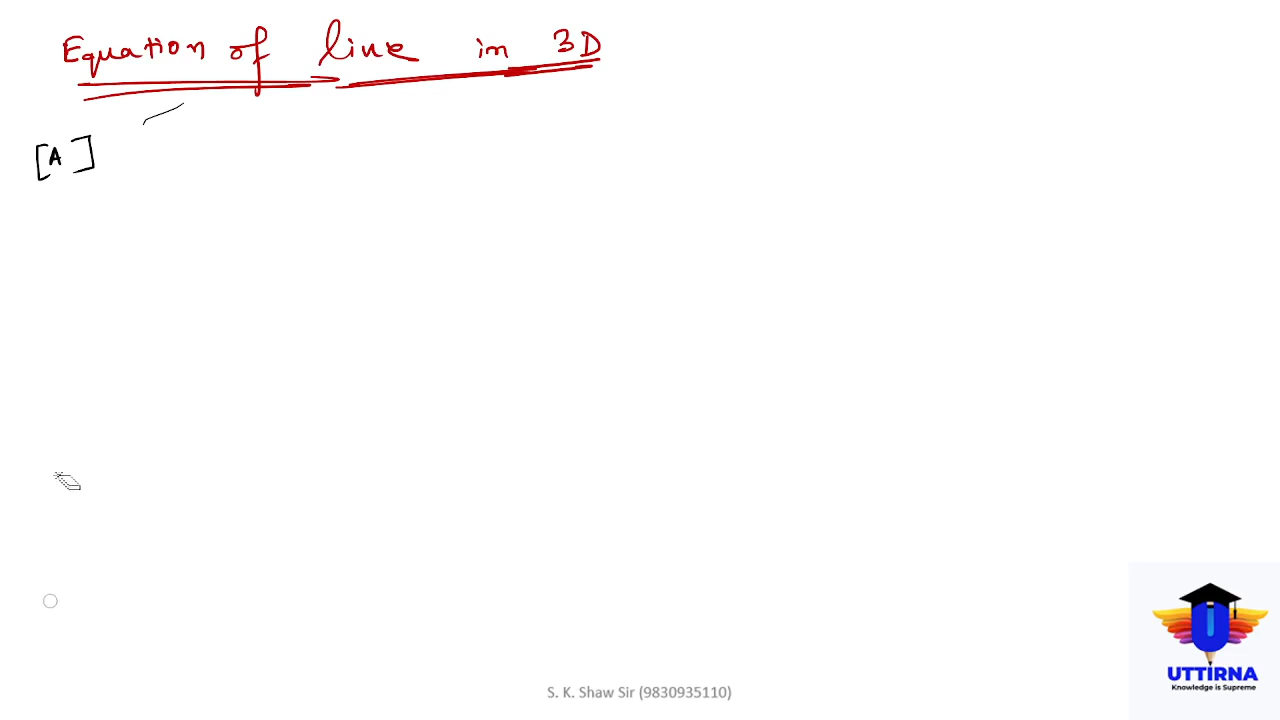 Equation of line in 3D
[A]
U
UTTIRNA
Knowledge is Supreme
S. K. Shaw Sir (9830935110)